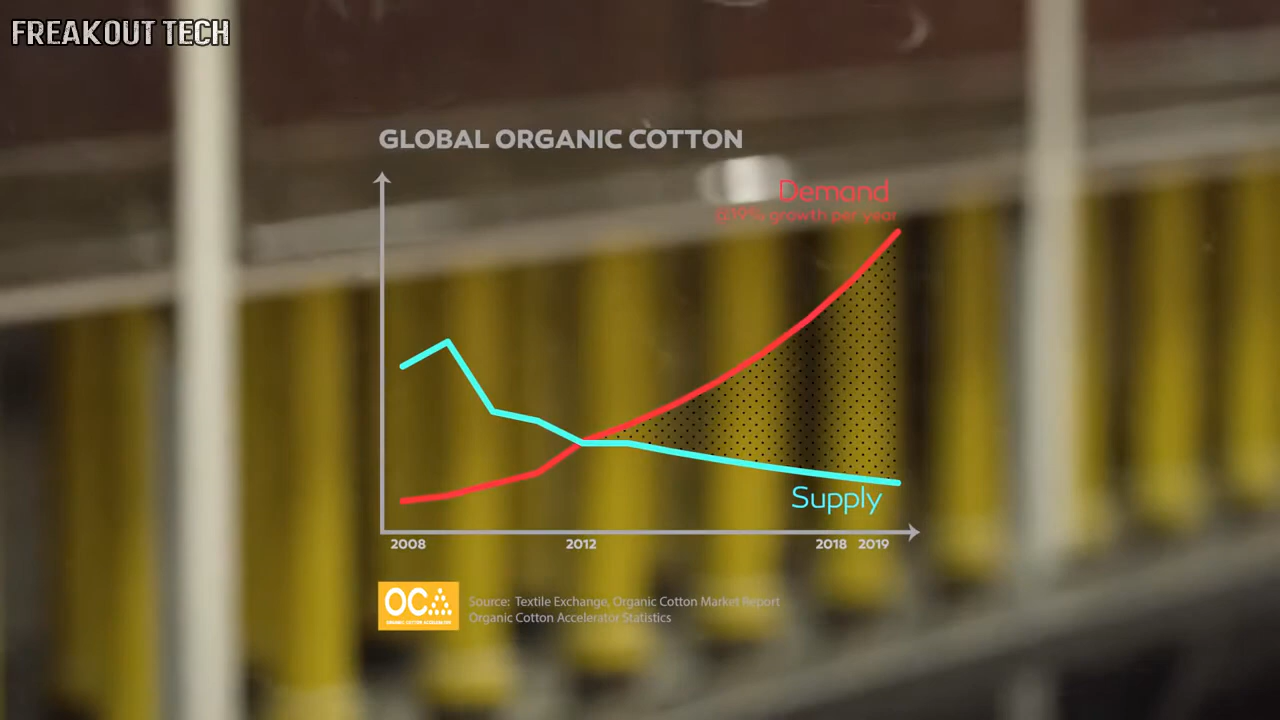 FREAKOUT TECH
GLOBAL ORGANIC COTTON
Demand
@19% growth per year
Supply
2008 2012 2018 2019
OCA
ORGANIC COTTON ACCELERATOR
Source: Textile Exchange, Organic Cotton Market Report
Organic Cotton Accelerator Statistics